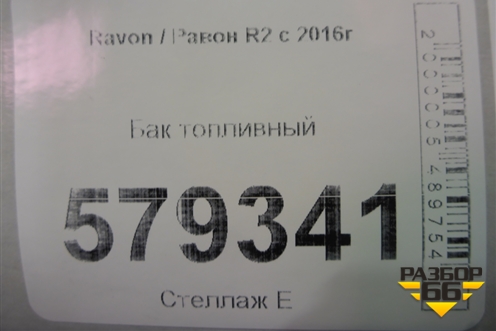 Ravon / Равон R2 с 2016г
Бак топливный
579341
Стеллаж Е
2000005489754
РАЗБОР
66